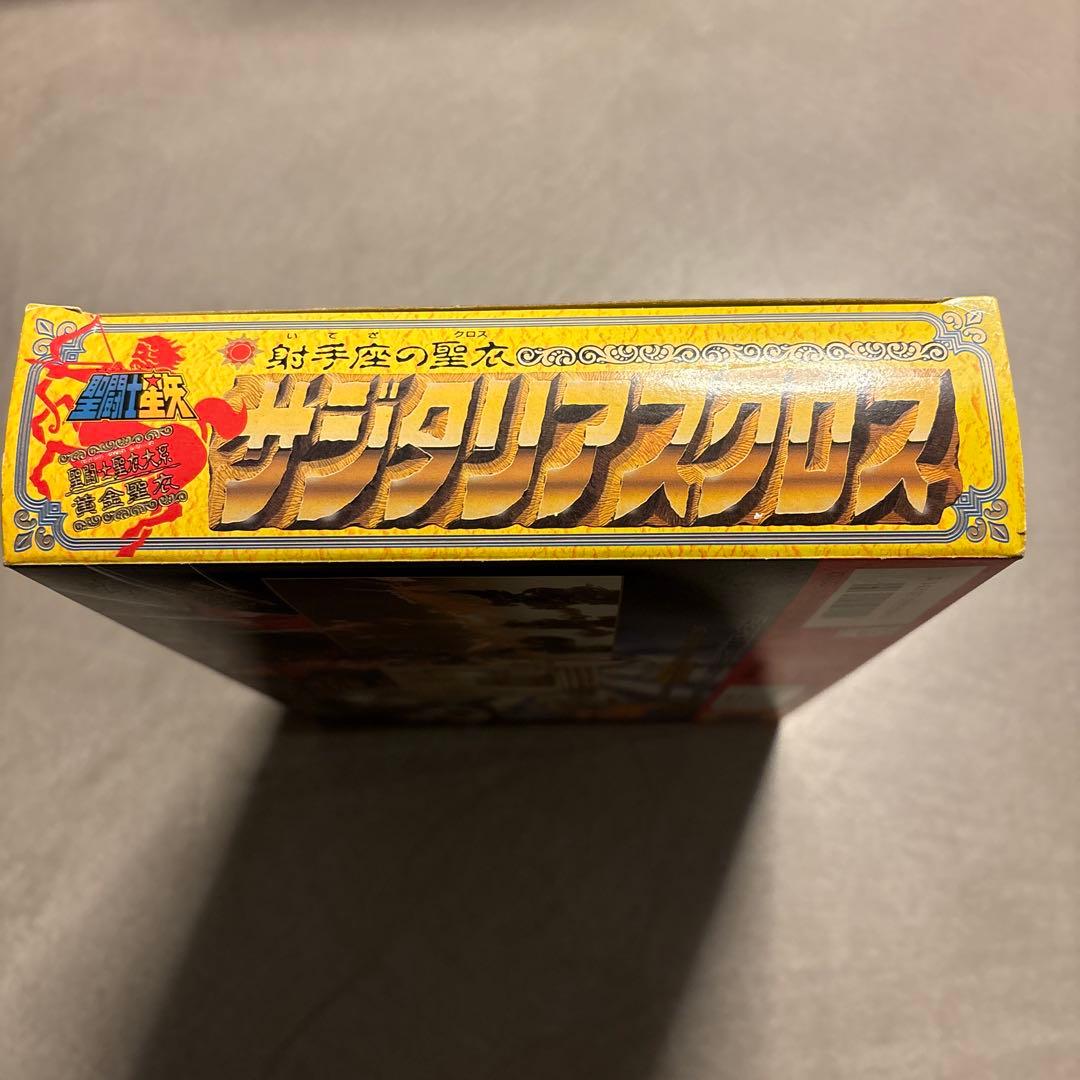 聖闘士星矢
聖闘士聖衣大系
黄金聖衣
いてざ クロス
射手座の聖衣
サジタリアスクロス